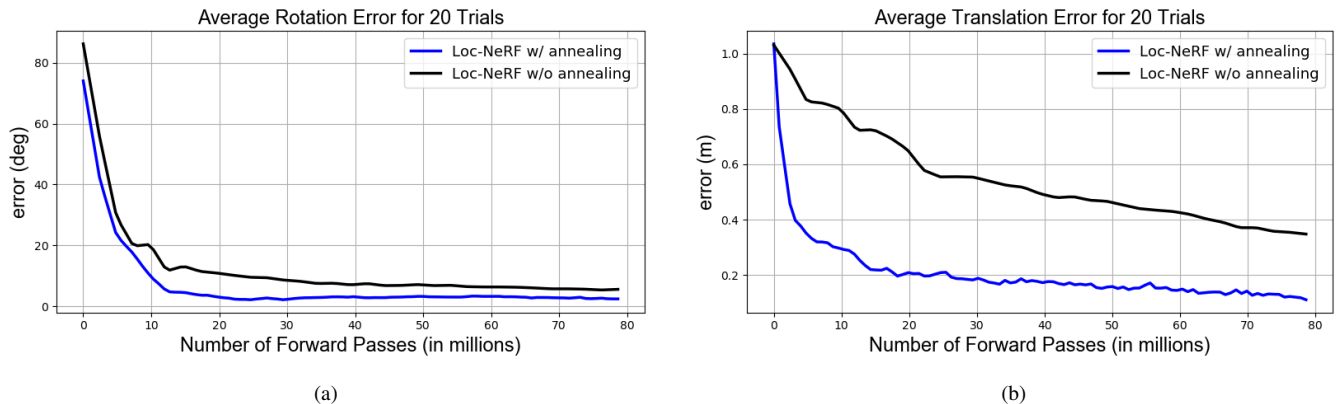 Average Rotation Error for 20 Trials
Loc-NeRF w/ annealing
Loc-NeRF w/o annealing
error (deg)
80
60
40
20
0
0 10 20 30 40 50 60 70 80
Number of Forward Passes (in millions)
(a)
Average Translation Error for 20 Trials
Loc-NeRF w/ annealing
Loc-NeRF w/o annealing
error (m)
1.0
0.8
0.6
0.4
0.2
0 10 20 30 40 50 60 70 80
Number of Forward Passes (in millions)
(b)